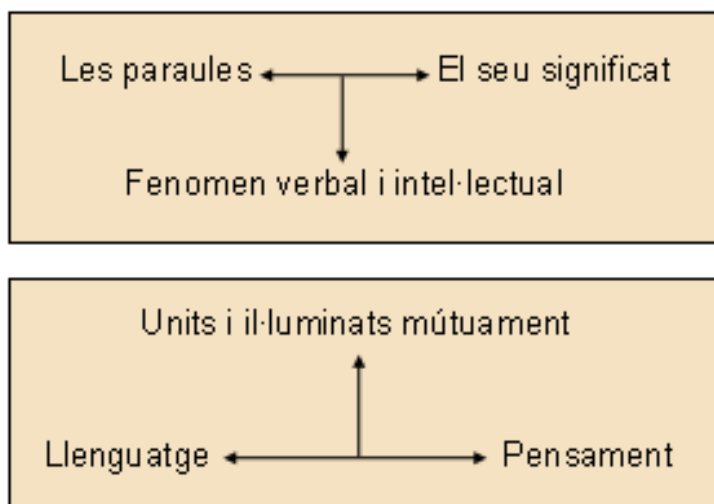 Les paraules El seu significat
Fenomen verbal i intel·lectual
Units i il·luminats mútuament
Llenguatge Pensament